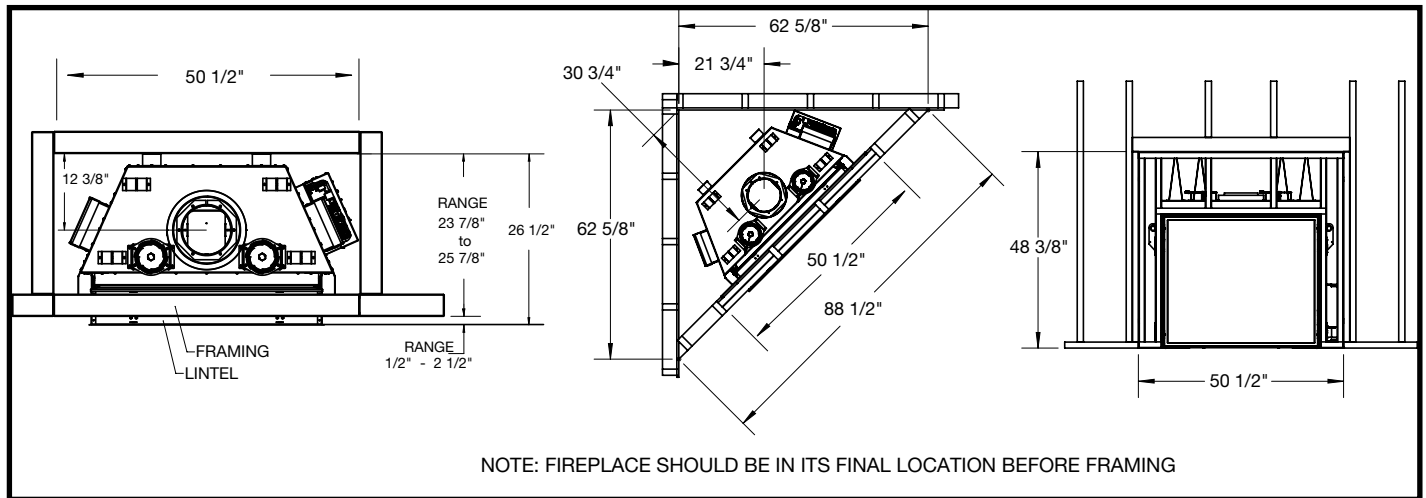 50 1/2"
12 3/8"
RANGE
23 7/8"
to
25 7/8"
26 1/2"
RANGE
1/2" - 2 1/2"
FRAMING
LINTEL
62 5/8"
21 3/4"
30 3/4"
62 5/8"
50 1/2"
88 1/2"
48 3/8"
50 1/2"
NOTE: FIREPLACE SHOULD BE IN ITS FINAL LOCATION BEFORE FRAMING